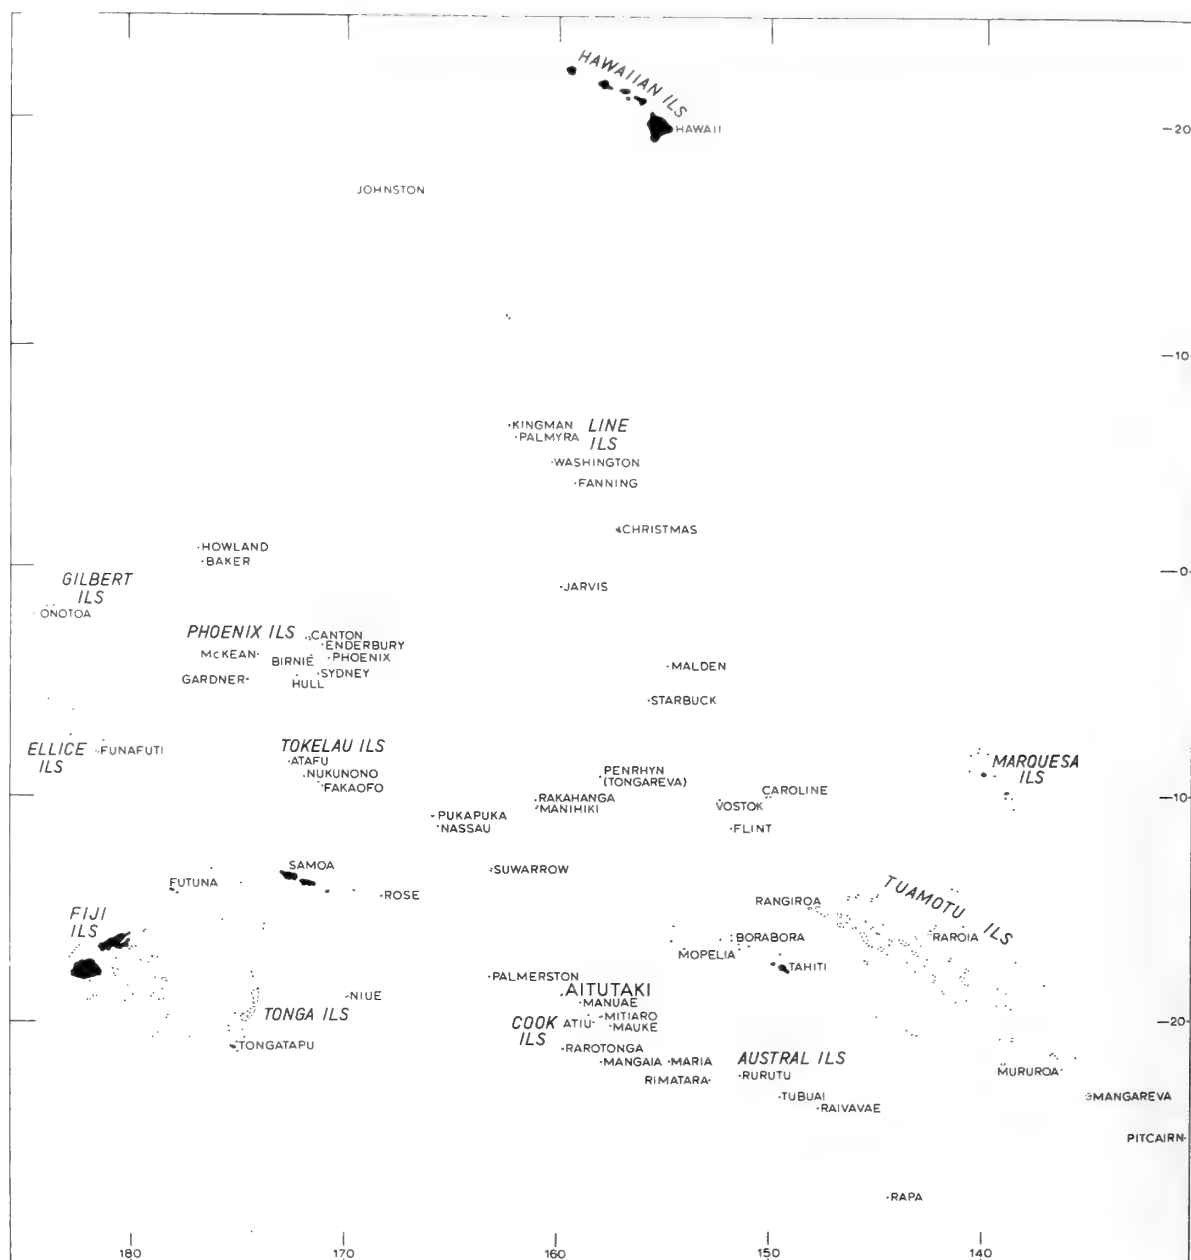 HAWAIIAN ILS
HAWAII
20
JOHNSTON
10
KINGMAN
LINE
ILS
PALMYRA
WASHINGTON
FANNING
CHRISTMAS
HOWLAND
BAKER
0
GILBERT
ILS
JARVIS
ONOTOA
PHOENIX ILS
CANTON
ENDERBURY
McKEAN
BIRNIE
PHOENIX
MALDEN
GARDNER
SYDNEY
HULL
STARBUCK
ELLICE
ILS
FUNAFUTI
TOKELAU ILS
ATAFU
NUKUNONO
FAKAOFO
MARQUESA
ILS
PENRHYN
(TONGAREVA)
RAKAHANGA
MANIHIKI
CAROLINE
VOSTOK
10
PUKAPUKA
NASSAU
FLINT
SAMOA
SUWARROW
FUTUNA
ROSE
RANGIROA
TUAMOTU ILS
FIJI
ILS
BORABORA
RAROIA
MOPELIA
TAHITI
PALMERSTON
AITUTAKI
NIUE
MANUAE
TONGA ILS
COOK
ILS
ATIU
MITIARO
MAUKE
20
TONGATAPU
RAROTONGA
MANGAIA
MARIA
AUSTRAL ILS
RIMATARA
RURUTU
MURUROA
TUBUAI
RAIVAVAE
MANGAREVA
PITCAIRN
RAPA
180
170
160
150
140